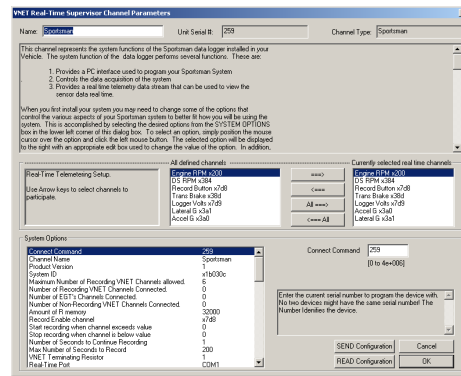 VNET Real-Time Supervisor Channel Parameters
Name: Sportsman Unit Serial #: 259 Channel Type: Sportsman
This channel represents the system functions of the Sportsman data logger installed in your
Vehicle. The system function of the data logger performs several functions. These are:
1. Provides a PC interface used to program your Sportsman System
2. Controls the data acquisition of the system
3. Provides a real time telemetry data stream that can be used to view the
sensor data real time.
When you first install your system you may need to change some of the options that
control the various aspects of your Sportsman system to better fit how you will be using the
system. This is accomplished by selecting the desired options from the SYSTEM OPTIONS
box in the lower left corner of this dialog box. To select an option, simply position the mouse
cursor over the option and click the left mouse button. The selected option will be displayed
to the right with an appropriate edit box used to change the value of the option. In addition,
All defined channels
Currently selected real time channels
Real-Time Telemetering Setup.
Use Arrow keys to select channels to
participate.
Engine RPM x200
DS RPM x384
Record Button x7d8
Trans Brake x38d
Logger Volts x7d9
Lateral G x3a1
Accel G x3a0
===>
<===
All ==>
<=== All
Engine RPM x200
DS RPM x384
Record Button x7d8
Trans Brake x38d
Logger Volts x7d9
Lateral G x3a1
Accel G x3a0
System Options
Connect Command 259
Channel Name Sportsman
Product Version 1
System ID x1b030c
Maximum Number of Recording VNET Channels allowed. 6
Number of Recording VNET Channels Connected. 0
Number of EGT's Channels Connected. 0
Number of Non-Recording VNET Channels Connected. 0
Amount of R memory 32000
Record Enable channel x7d8
Start recording when channel exceeds value 0
Stop recording when channel is below value 0
Number of Seconds to Continue Recording 1
Max Number of Seconds to Record 200
VNET Terminating Resistor 1
Real-Time Port COM1
Connect Command 259
[0 to 4e+006]
Enter the current serial number to program the device with.
No two devices might have the same serial number! The
Number Idenifies the device.
SEND Configuration
Cancel
READ Configuration
OK